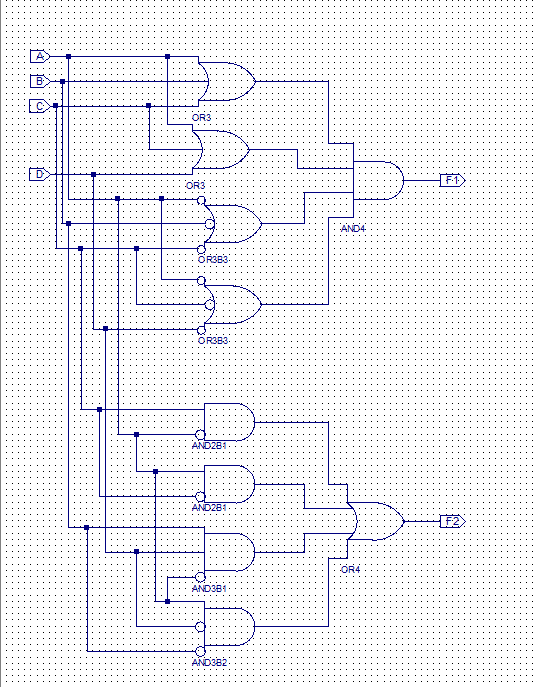 A
B
C
OR3
D
F1
OR3
AND4
OR3B3
OR3B3
AND2B1
AND2B1
F2
OR4
AND3B1
AND3B2